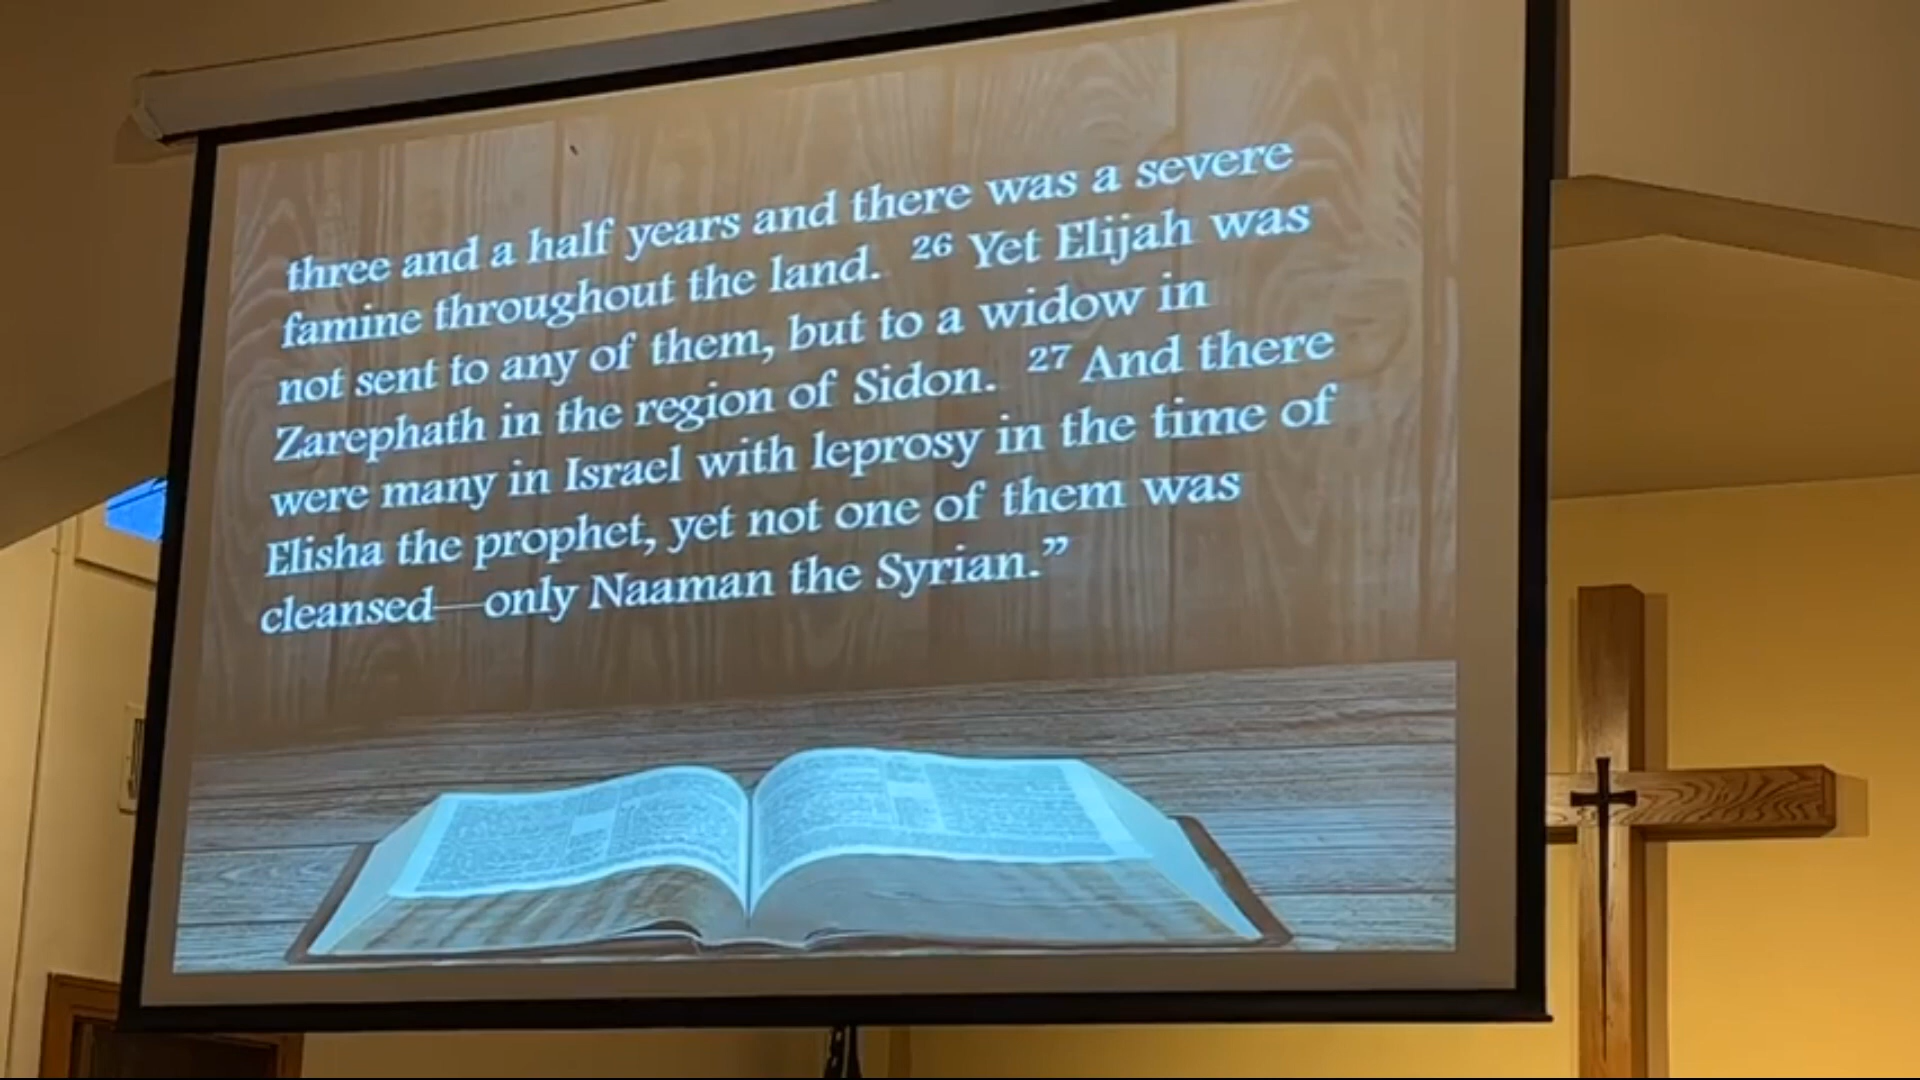 three and a half years and there was a severe
famine throughout the land. 26 Yet Elijah was
not sent to any of them, but to a widow in
Zarephath in the region of Sidon. 27 And there
were many in Israel with leprosy in the time of
Elisha the prophet, yet not one of them was
cleansed—only Naaman the Syrian.”